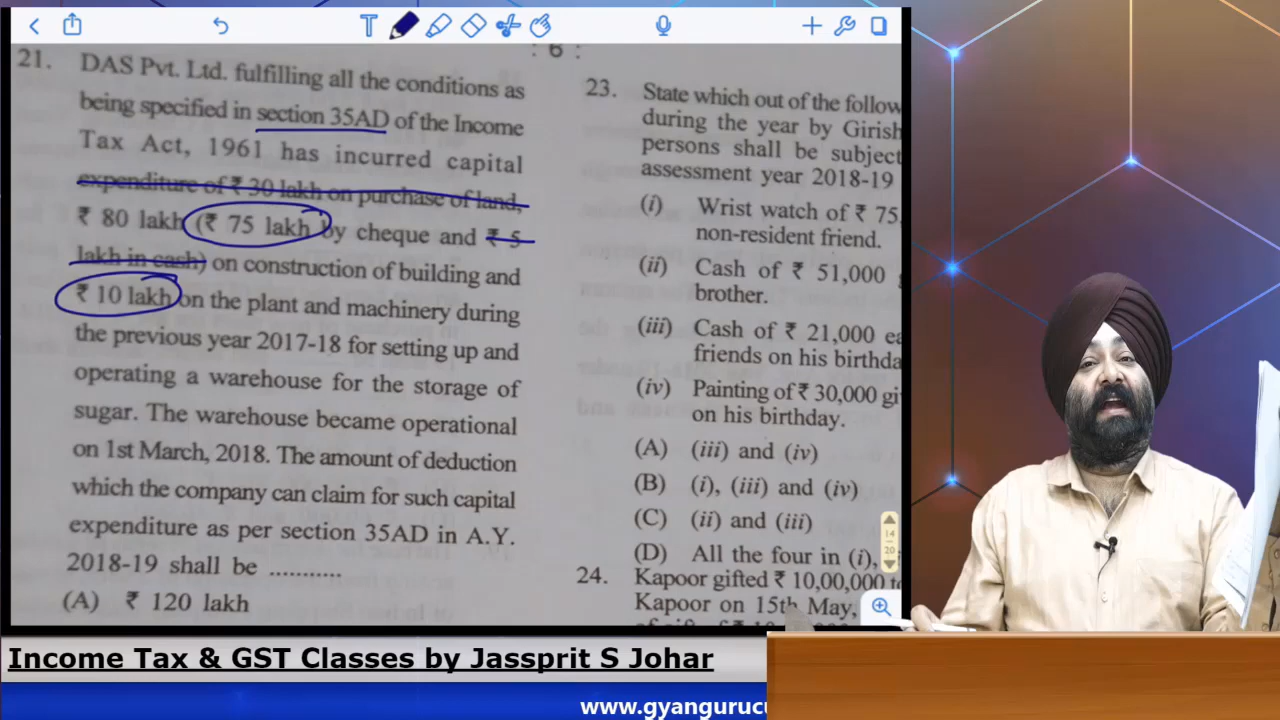 : 6 :
21. DAS Pvt. Ltd. fulfilling all the conditions as
being specified in section 35AD of the Income
Tax Act, 1961 has incurred capital
expenditure of ₹ 30 lakh on purchase of land,
₹ 80 lakh (₹ 75 lakh by cheque and ₹ 5
lakh in cash) on construction of building and
₹ 10 lakh on the plant and machinery during
the previous year 2017-18 for setting up and
operating a warehouse for the storage of
sugar. The warehouse became operational
on 1st March, 2018. The amount of deduction
which the company can claim for such capital
expenditure as per section 35AD in A.Y.
2018-19 shall be ...........
(A) ₹ 120 lakh
23. State which out of the follow
during the year by Girish
persons shall be subject
assessment year 2018-19
(i) Wrist watch of ₹ 75,
non-resident friend.
(ii) Cash of ₹ 51,000
brother.
(iii) Cash of ₹ 21,000 ea
friends on his birthda
(iv) Painting of ₹ 30,000 gi
on his birthday.
(A) (iii) and (iv)
(B) (i), (iii) and (iv)
(C) (ii) and (iii)
(D) All the four in (i),
24. Kapoor gifted ₹ 10,00,000 to
Kapoor on 15th May,
14
20
Income Tax & GST Classes by Jassprit S Johar
www.gyanguruc